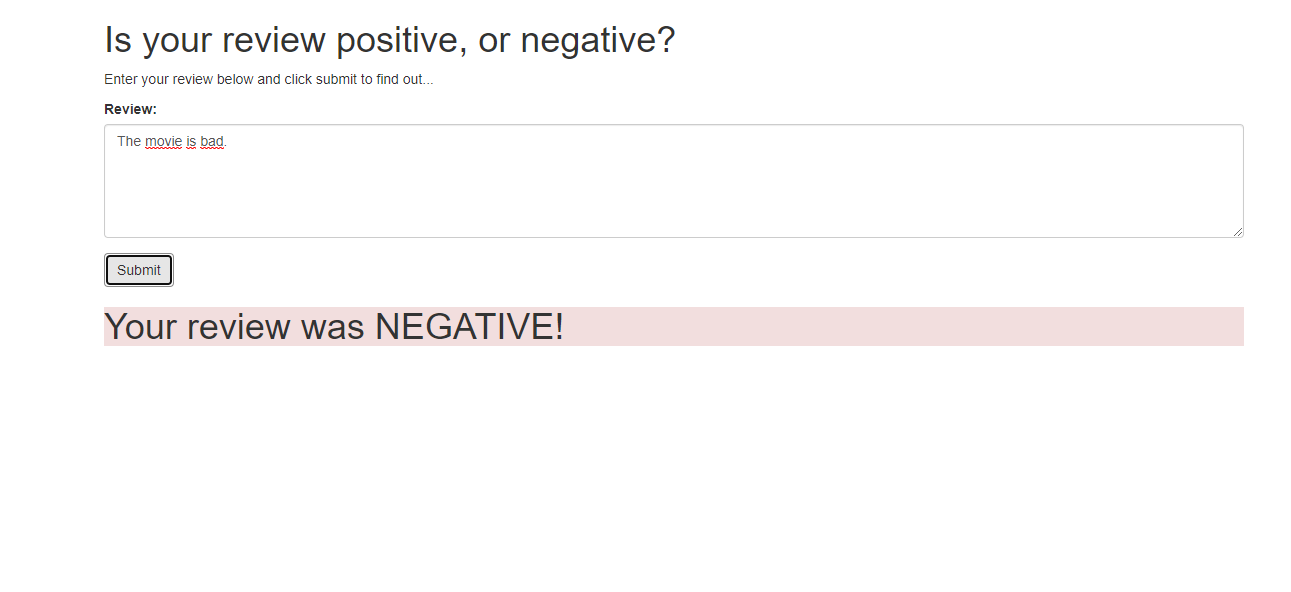 Is your review positive, or negative?
Enter your review below and click submit to find out...
Review:
The movie is bad.
Submit
Your review was NEGATIVE!